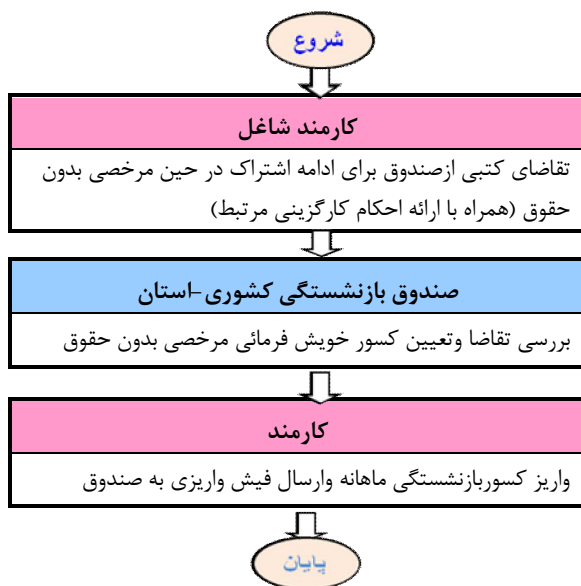 شروع
کارمند شاغل
تقاضای کتبی ازصندوق برای ادامه اشتراک در حین مرخصی بدون
حقوق (همراه با ارائه احکام کارگزینی مرتبط)
صندوق بازنشستگی کشوری –استان
بررسی تقاضا وتعیین کسور خویش فرمائی مرخصی بدون حقوق
کارمند
واریز کسوربازنشستگی ماهانه وارسال فیش واریزی به صندوق
پایان